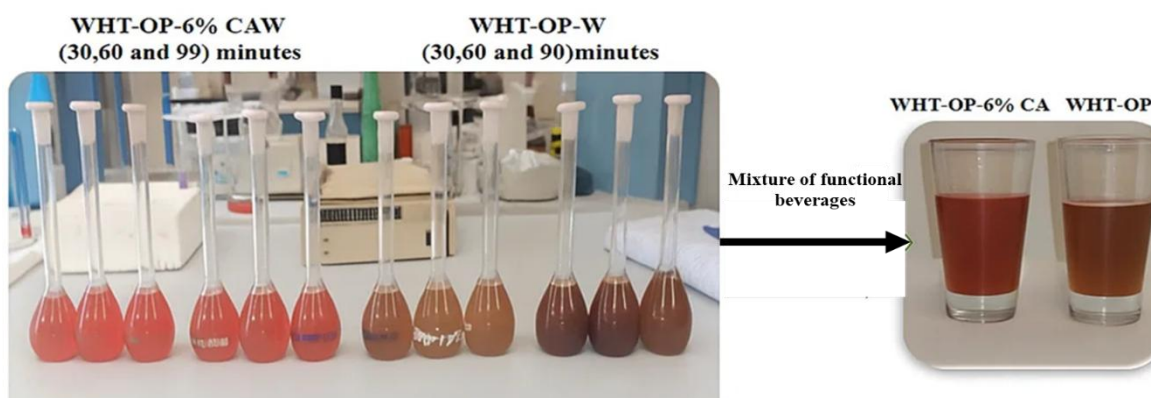 WHT-OP-6% CAW
(30,60 and 99) minutes
WHT-OP-W
(30,60 and 90)minutes
Mixture of functional
beverages
WHT-OP-6% CA
WHT-OP